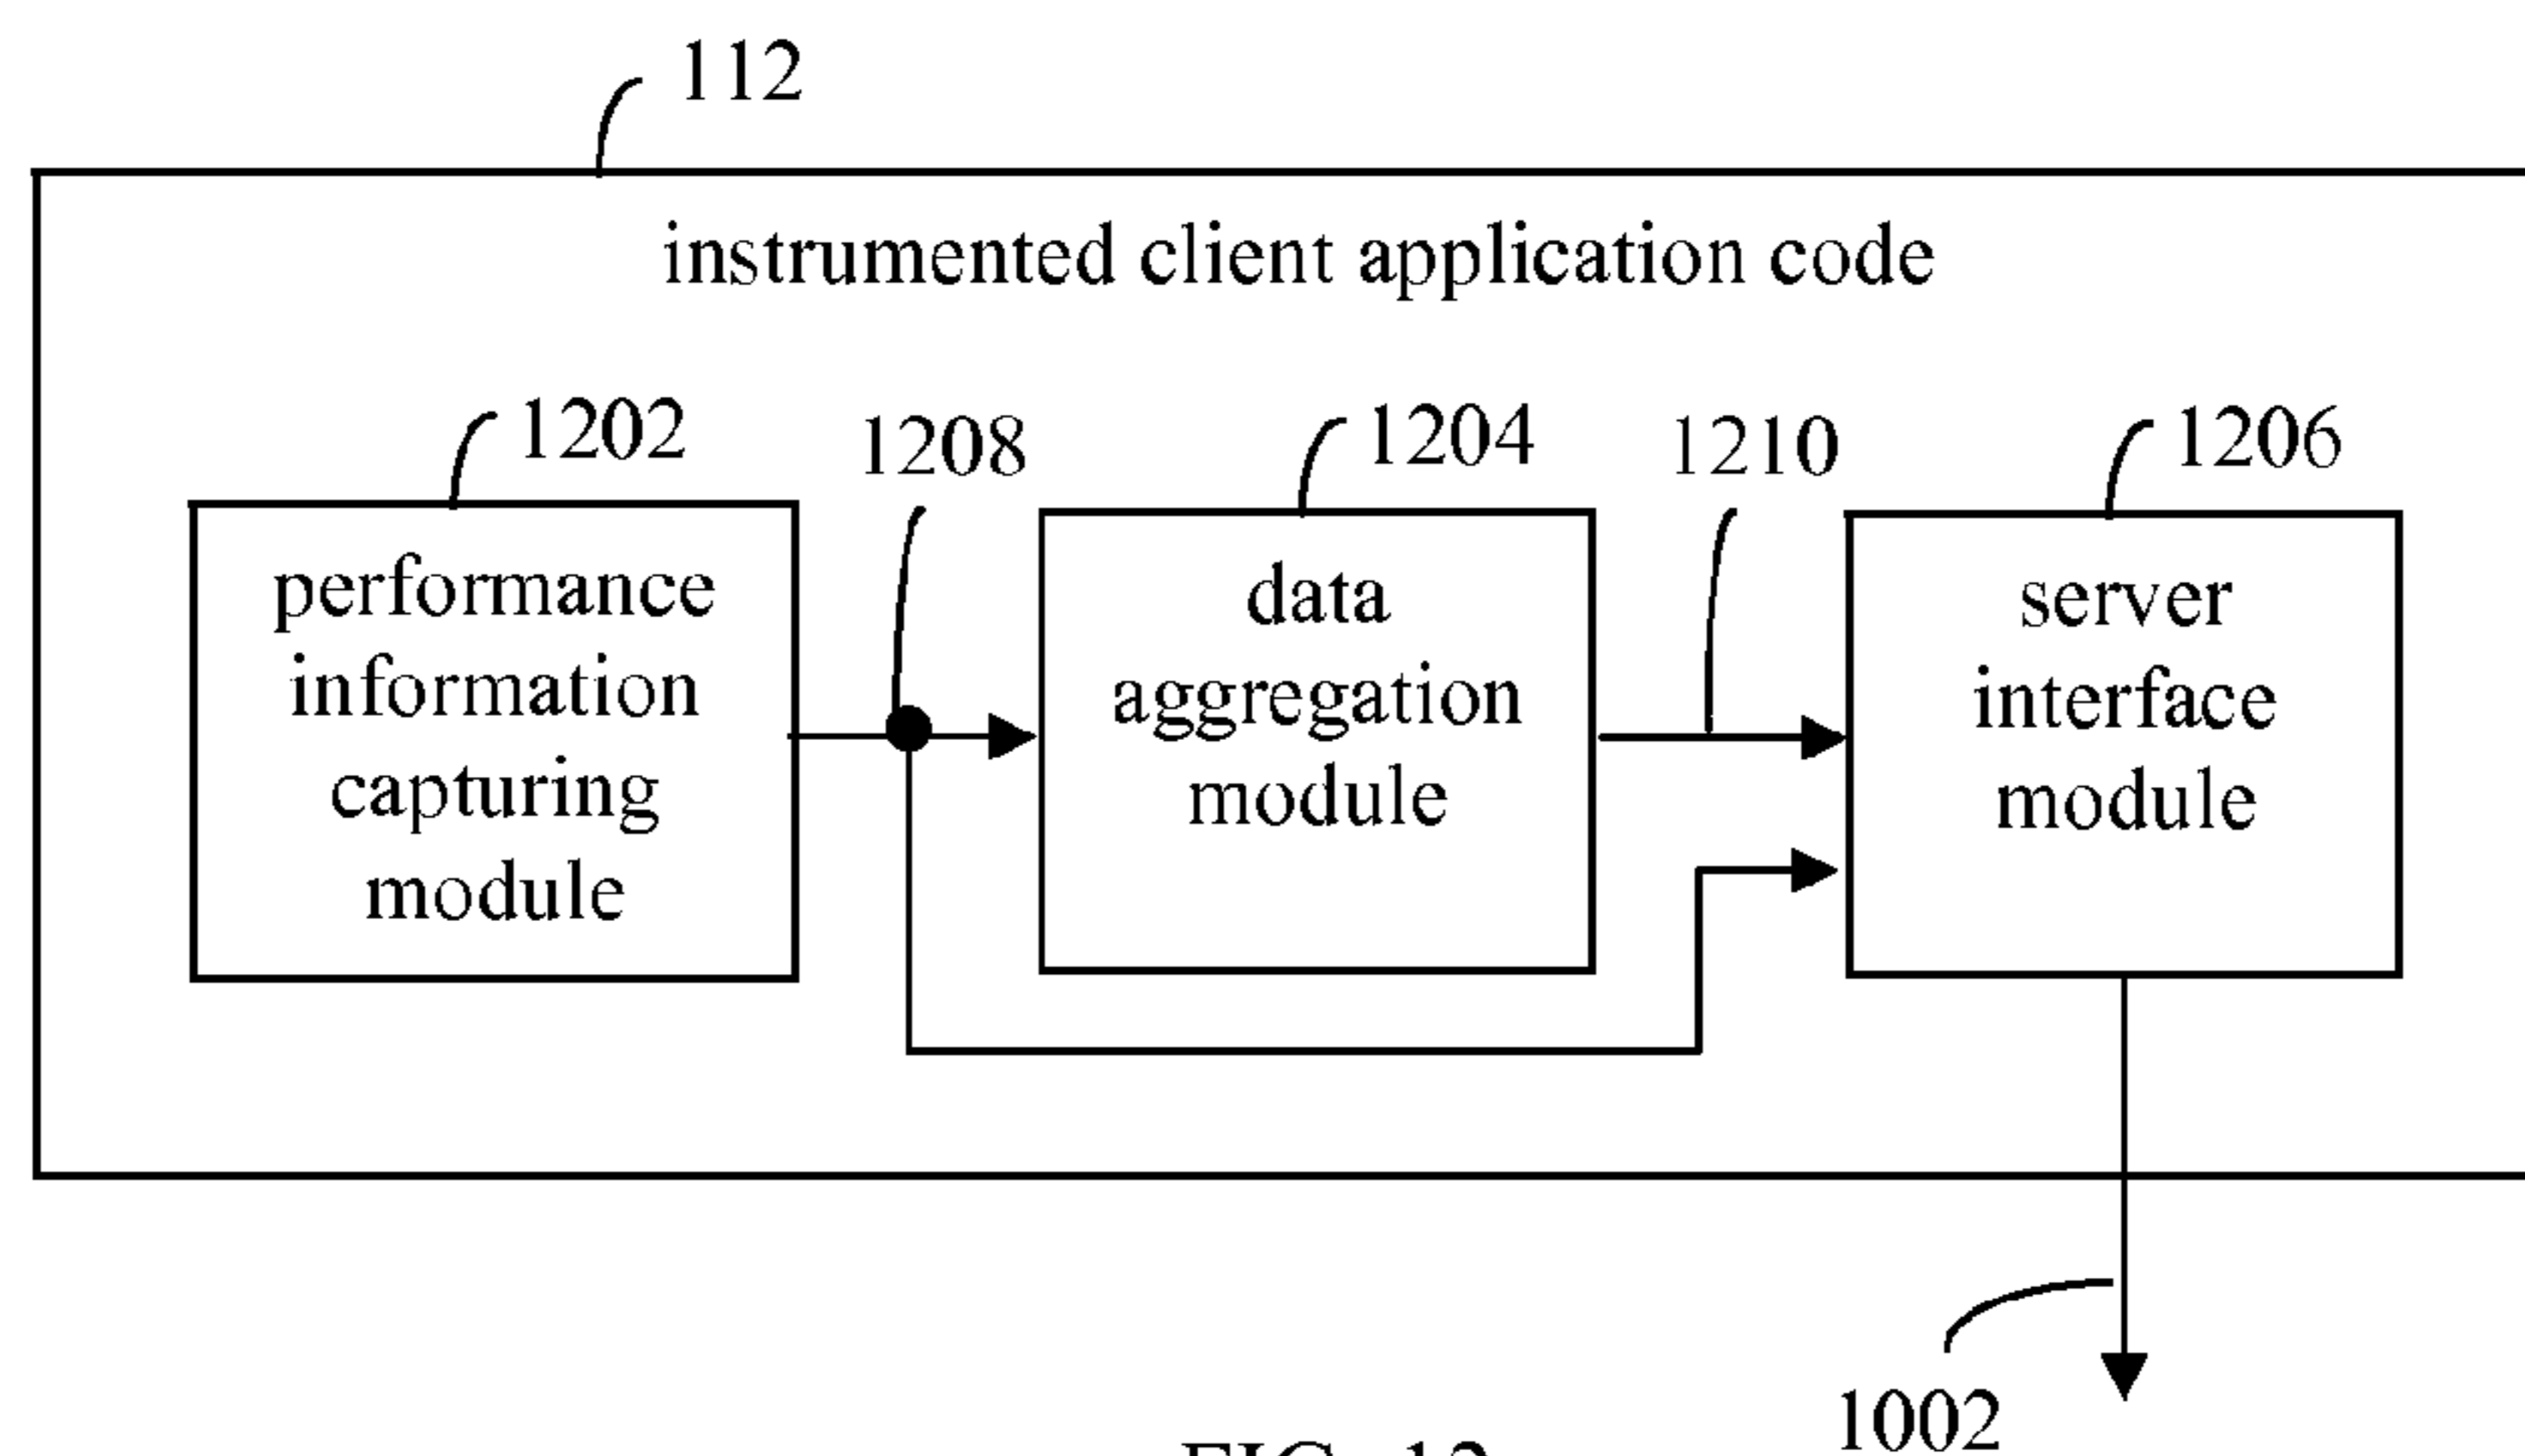 112
instrumented client application code
1202
1208
1204
1210
1206
performance
information
capturing
module
data
aggregation
module
server
interface
module
1002